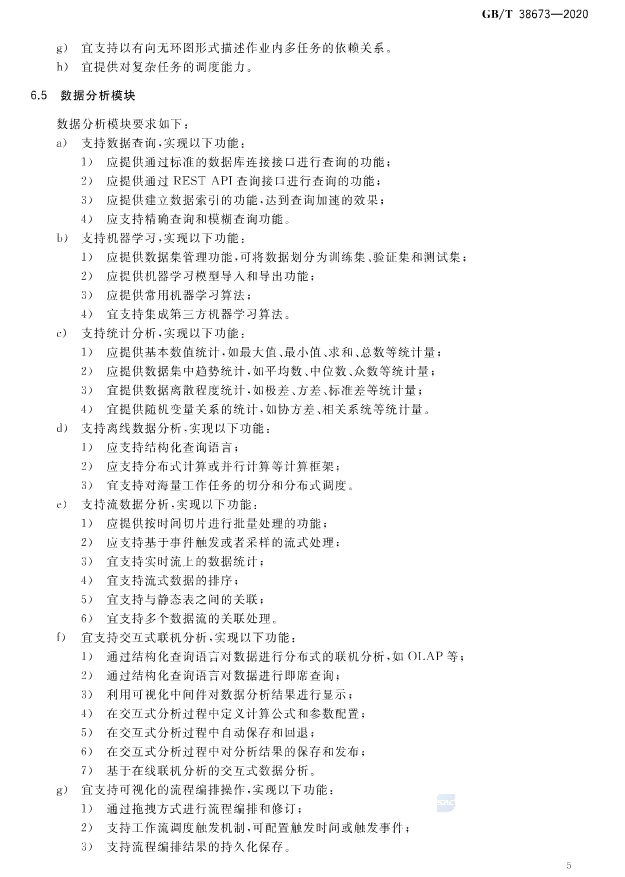 GB/T 38673—2020
g) 宜支持以有向无环图形式描述作业内多任务的依赖关系。
h) 宜提供对复杂任务的调度能力。
6.5 数据分析模块
数据分析模块要求如下：
a) 支持数据查询，实现以下功能：
1) 应提供通过标准的数据库连接接口进行查询的功能；
2) 应提供通过 REST API 查询接口进行查询的功能；
3) 应提供建立数据索引的功能，达到查询加速的效果；
4) 应支持精确查询和模糊查询功能。
b) 支持机器学习，实现以下功能：
1) 应提供数据集管理功能，可将数据划分为训练集、验证集和测试集；
2) 应提供机器学习模型导入和导出功能；
3) 应提供常用机器学习算法；
4) 宜支持集成第三方机器学习算法。
c) 支持统计分析，实现以下功能：
1) 应提供基本数值统计，如最大值、最小值、求和、总数等统计量；
2) 应提供数据集中趋势统计，如平均数、中位数、众数等统计量；
3) 宜提供数据离散程度统计，如极差、方差、标准差等统计量；
4) 宜提供随机变量关系的统计，如协方差、相关系统等统计量。
d) 支持离线数据分析，实现以下功能：
1) 应支持结构化查询语言；
2) 应支持分布式计算或并行计算等计算框架；
3) 宜支持对海量工作任务的切分和分布式调度。
e) 支持流数据分析，实现以下功能：
1) 应提供按时间切片进行批量处理的功能；
2) 应支持基于事件触发或者采样的流式处理；
3) 宜支持实时流上的数据统计；
4) 宜支持流式数据的排序；
5) 宜支持与静态表之间的关联；
6) 宜支持多个数据流的关联处理。
f) 宜支持交互式联机分析，实现以下功能：
1) 通过结构化查询语言对数据进行分布式的联机分析，如 OLAP 等；
2) 通过结构化查询语言对数据进行即席查询；
3) 利用可视化中间件对数据分析结果进行显示；
4) 在交互式分析过程中定义计算公式和参数配置；
5) 在交互式分析过程中自动保存和回退；
6) 在交互式分析过程中对分析结果的保存和发布；
7) 基于在线联机分析的交互式数据分析。
g) 宜支持可视化的流程编排操作，实现以下功能：
1) 通过拖拽方式进行流程编排和修订；
SAC
2) 支持工作流调度触发机制，可配置触发时间或触发事件；
3) 支持流程编排结果的持久化保存。
5